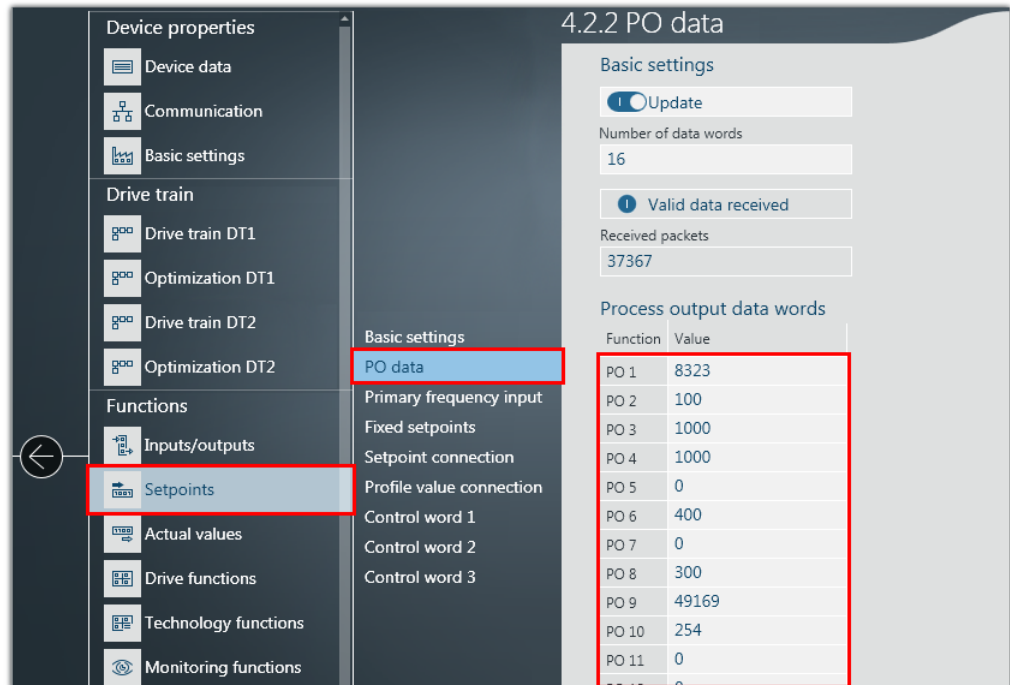 Device properties
Device data
Communication
Basic settings
Drive train
Drive train DT1
Optimization DT1
Drive train DT2
Optimization DT2
Functions
Inputs/outputs
Setpoints
Actual values
Drive functions
Technology functions
Monitoring functions
Basic settings
PO data
Primary frequency input
Fixed setpoints
Setpoint connection
Profile value connection
Control word 1
Control word 2
Control word 3
4.2.2 PO data
Basic settings
Update
Number of data words
16
Valid data received
Received packets
37367
Process output data words
Function Value
PO 1 8323
PO 2 100
PO 3 1000
PO 4 1000
PO 5 0
PO 6 400
PO 7 0
PO 8 300
PO 9 49169
PO 10 254
PO 11 0